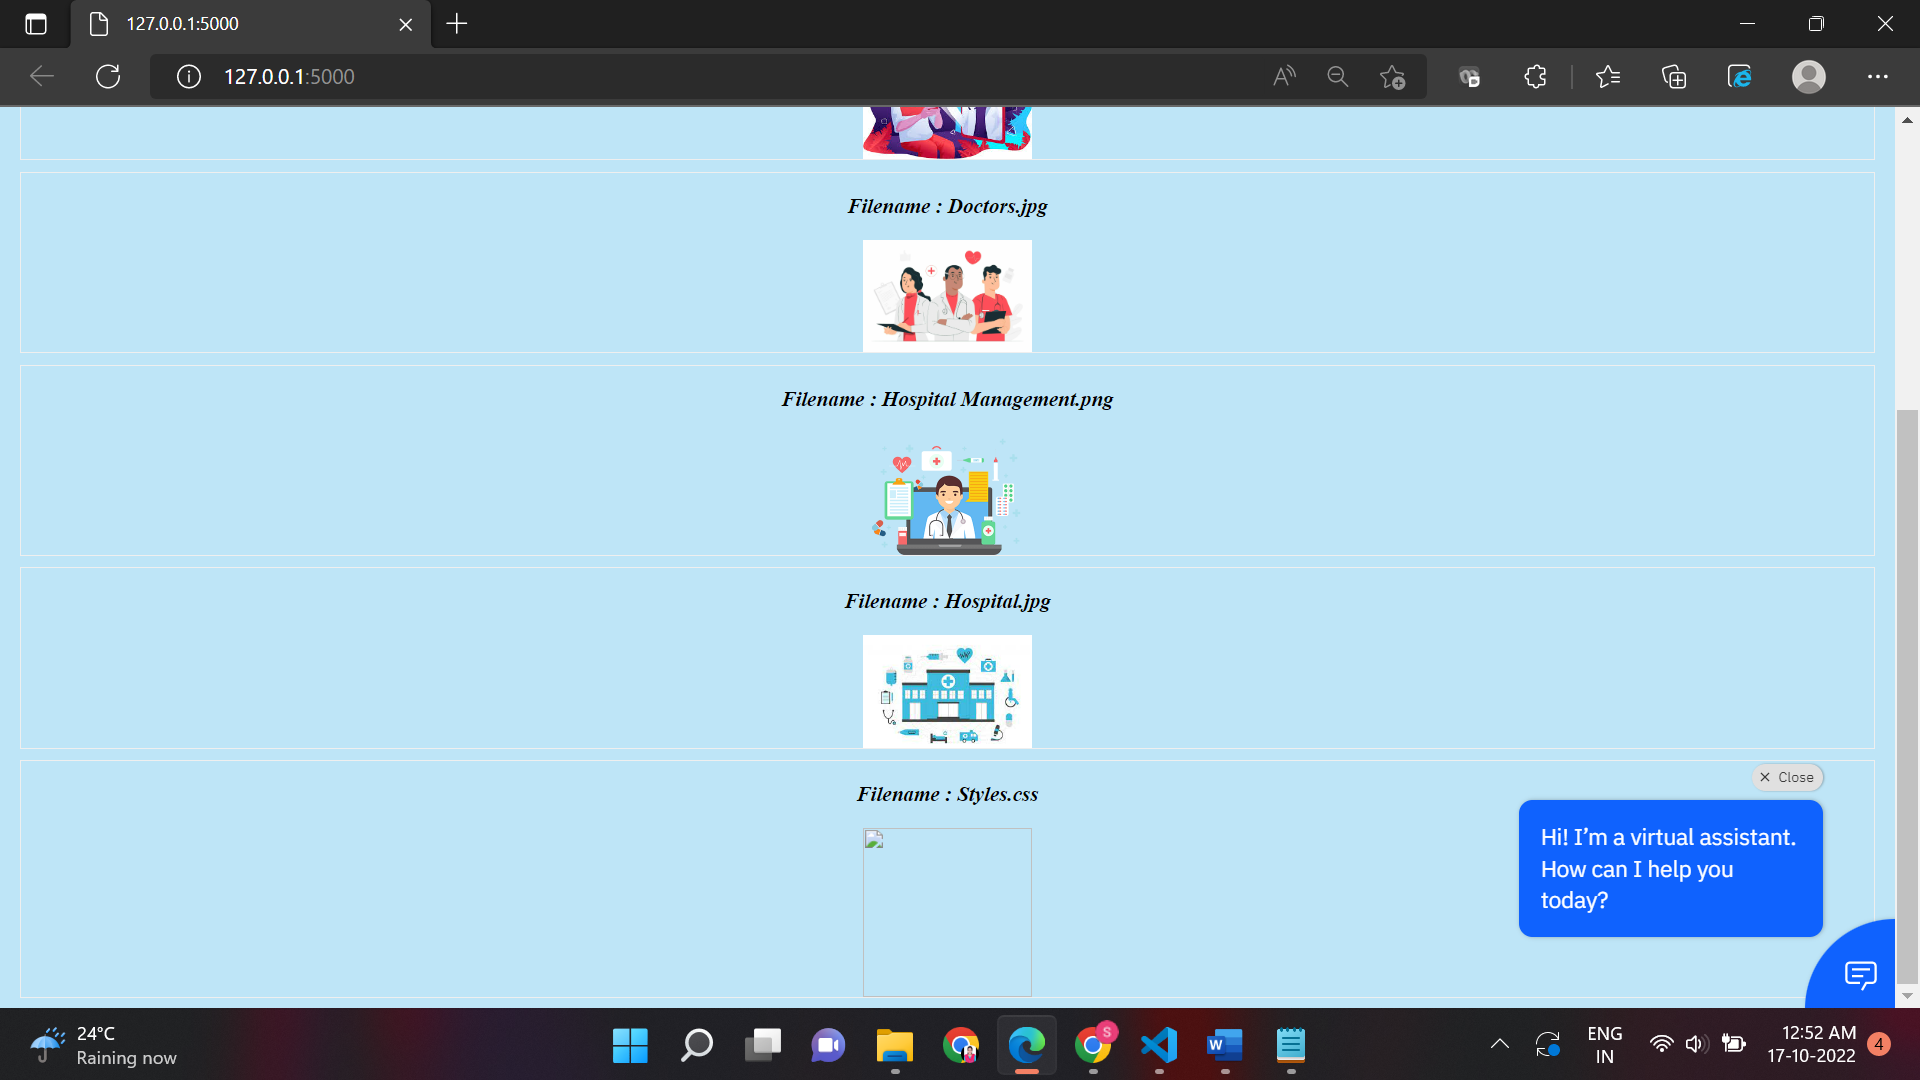 127.0.0.1:5000
127.0.0.1:5000
Filename : Doctors.jpg
Filename : Hospital Management.png
Filename : Hospital.jpg
Filename : Styles.css
Close
Hi! I’m a virtual assistant.
How can I help you
today?
24°C
Raining now
S
W
ENG
IN
12:52 AM
17-10-2022
4